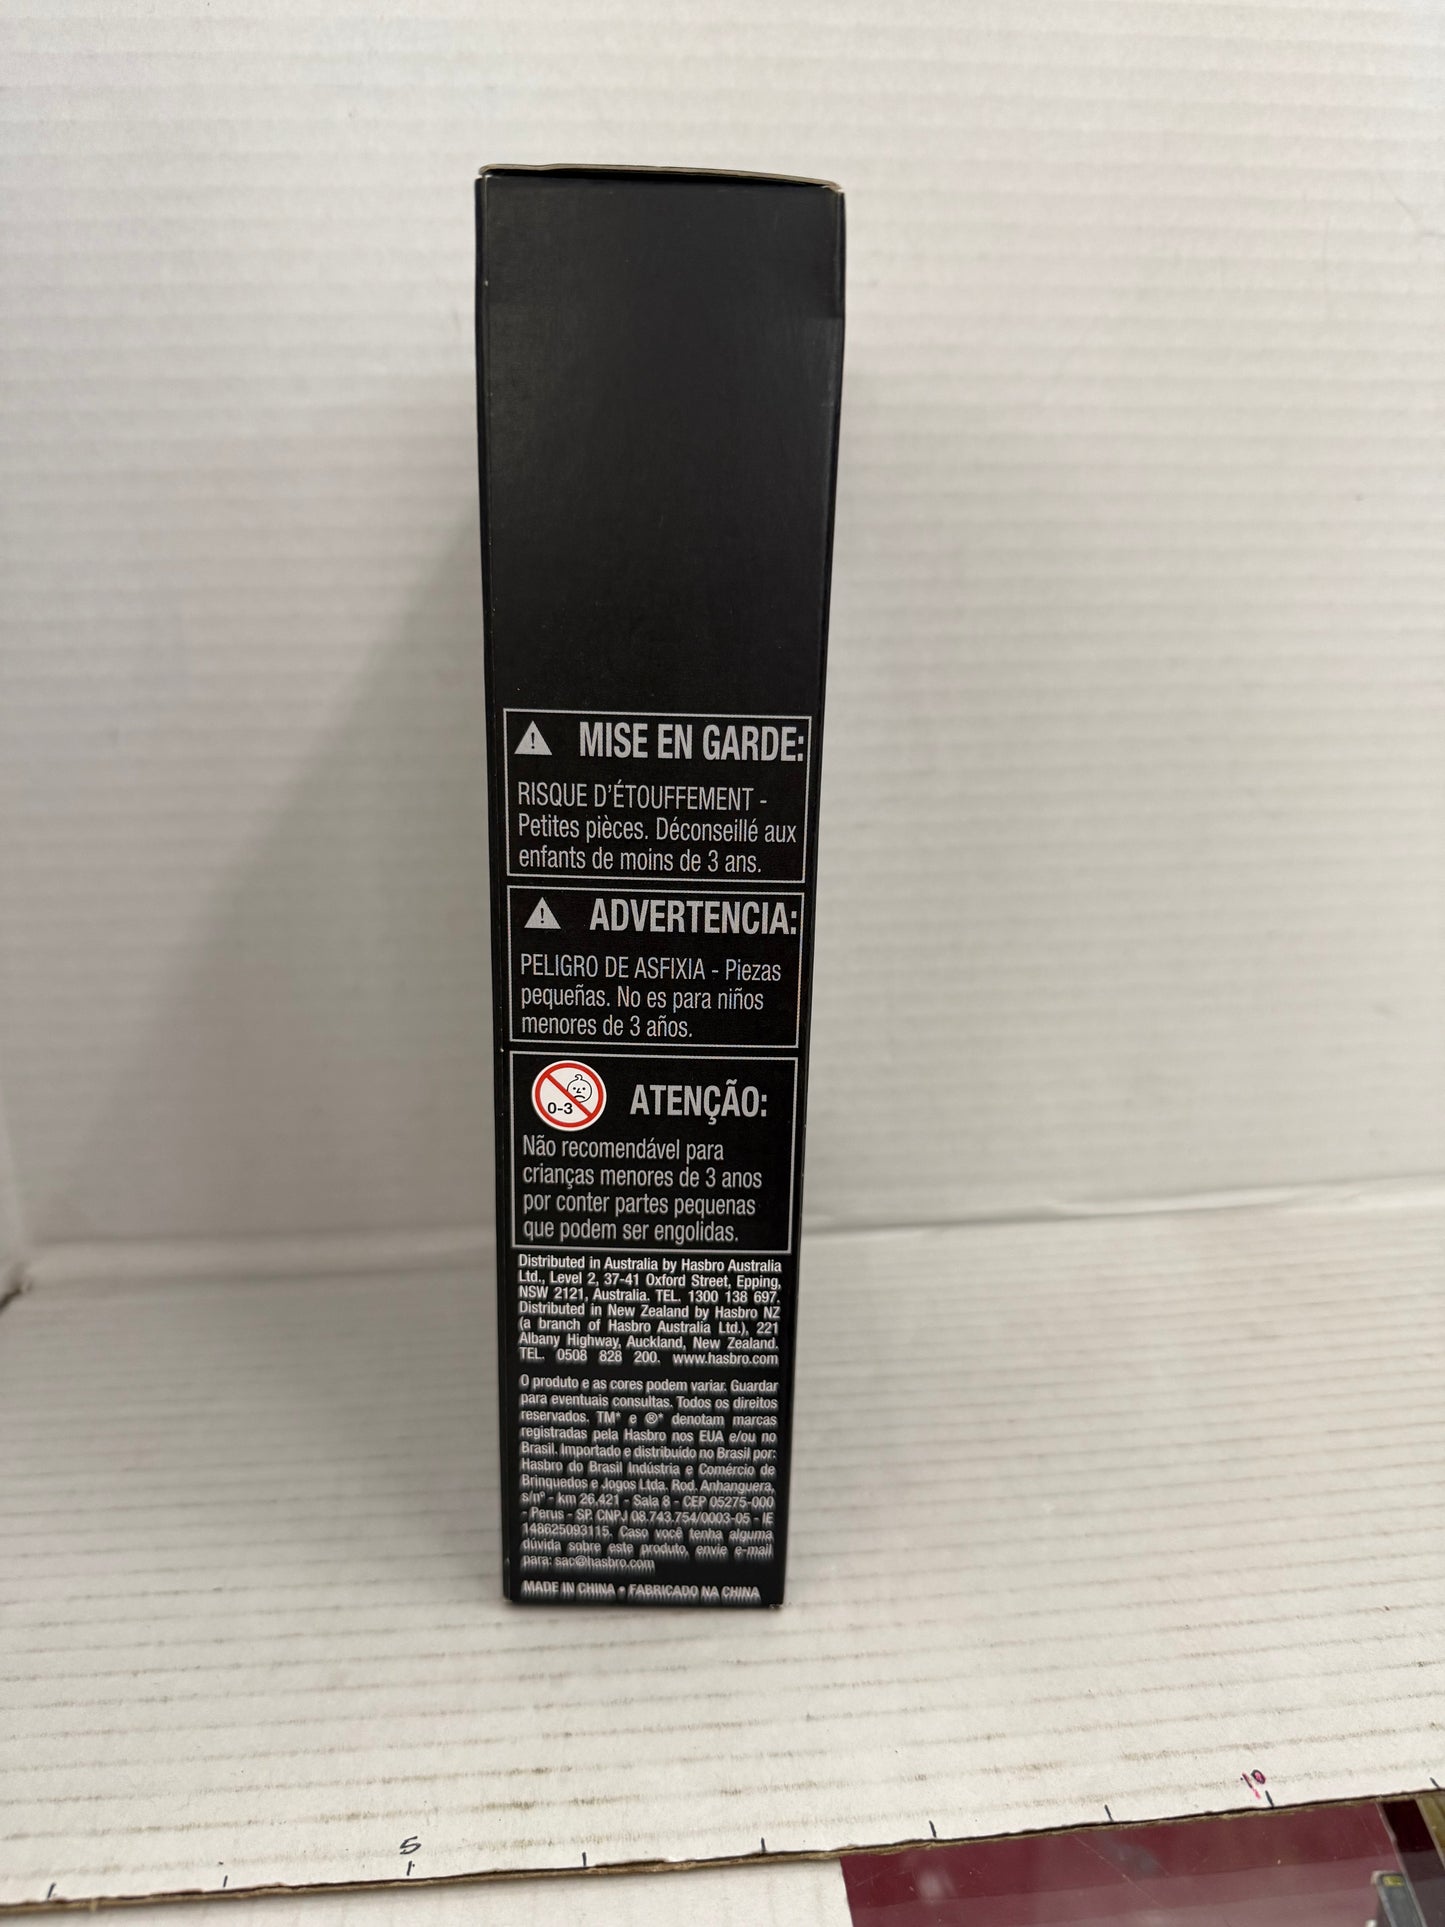 MISE EN GARDE:
RISQUE D'ÉTOUFFEMENT -
Petites pièces. Déconseillé aux
enfants de moins de 3 ans.
ADVERTENCIA:
PELIGRO DE ASFIXIA - Piezas
pequeñas. No es para niños
menores de 3 años.
0-3
ATENÇÃO:
Não recomendável para
crianças menores de 3 anos
por conter partes pequenas
que podem ser engolidas.
Distributed in Australia by Hasbro Australia
Ltd., Level 2, 37-41 Oxford Street, Epping,
NSW 2121, Australia. TEL. 1300 138 697.
Distributed in New Zealand by Hasbro NZ
(a branch of Hasbro Australia Ltd.), 221
Albany Highway, Auckland, New Zealand.
TEL. 0508 828 200. www.hasbro.com
O produto e as cores podem variar. Guardar
para eventuais consultas. Todos os direitos
reservados. TM* e ®* denotam marcas
registradas pela Hasbro nos EUA e/ou no
Brasil. Importado e distribuído no Brasil por:
Hasbro do Brasil Indústria e Comércio de
Brinquedos e Jogos Ltda. Rod. Anhanguera,
s/nº - km 26,421 - Sala 8 - CEP 05275-000
- Perus - SP. CNPJ 08.743.754/0003-05 - IE
148625093115. Caso você tenha alguma
dúvida sobre este produto, envie e-mail
para: sac@hasbro.com
MADE IN CHINA • FABRICADO NA CHINA
5
10